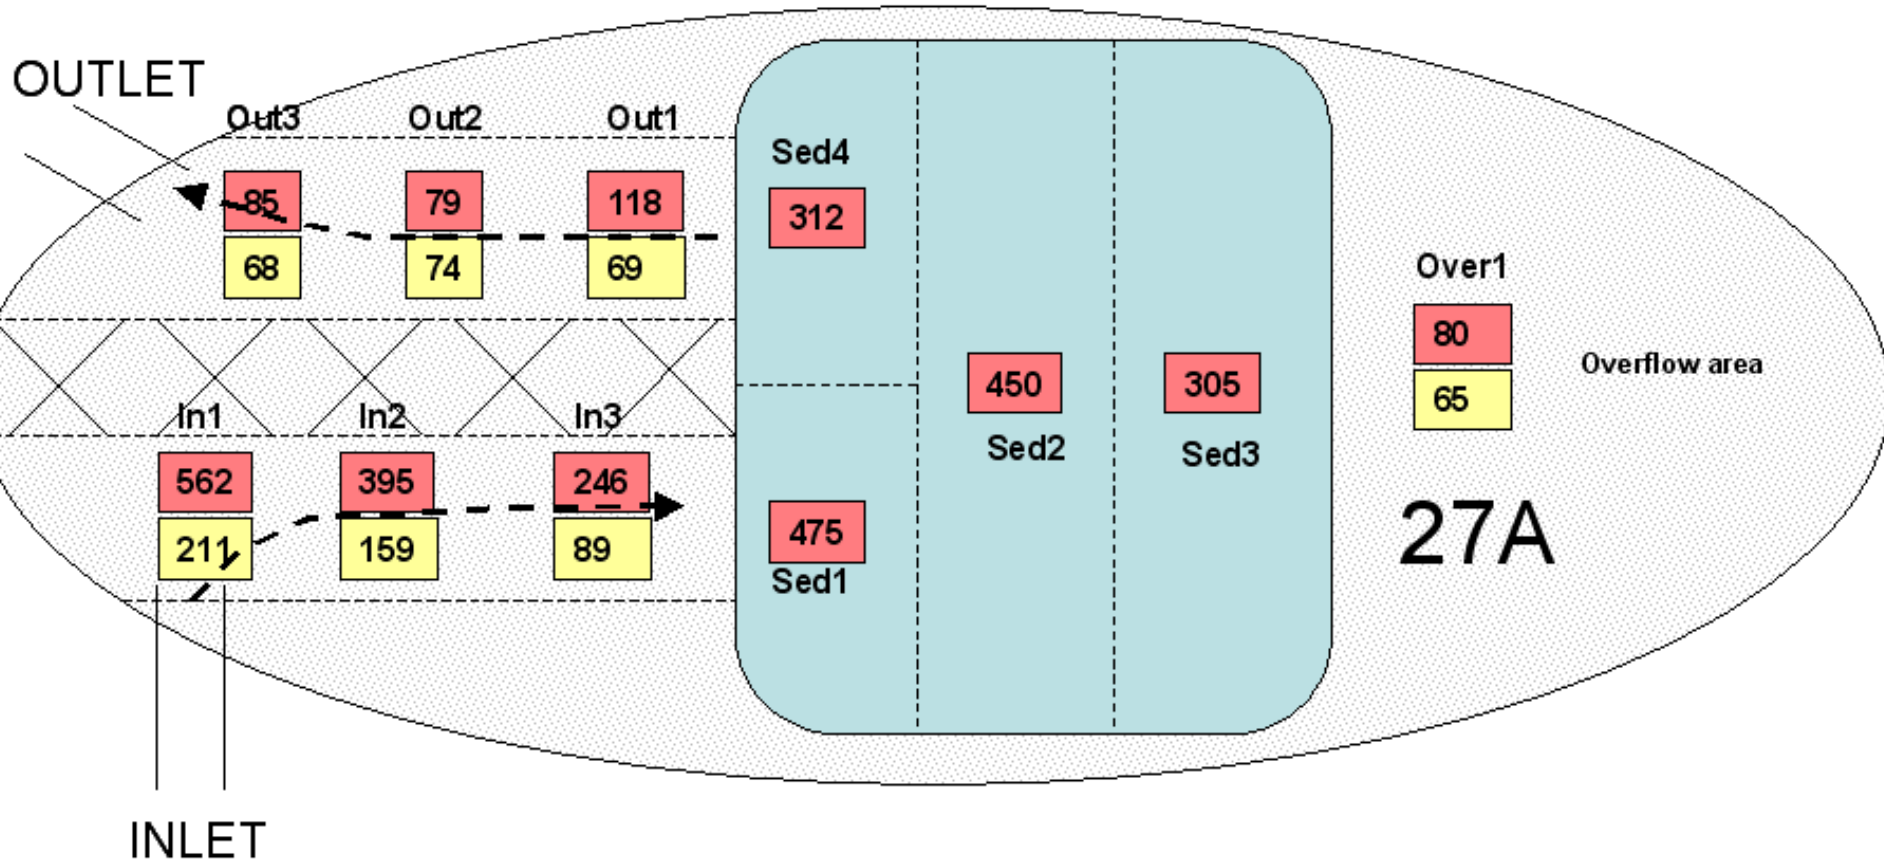 OUTLET
Out3 Out2 Out1
85 79 118
68 74 69
Sed4
312
Over1
80
65
Overflow area
450
Sed2
305
Sed3
In1 In2 In3
562 395 246
211 159 89
475
Sed1
27A
INLET